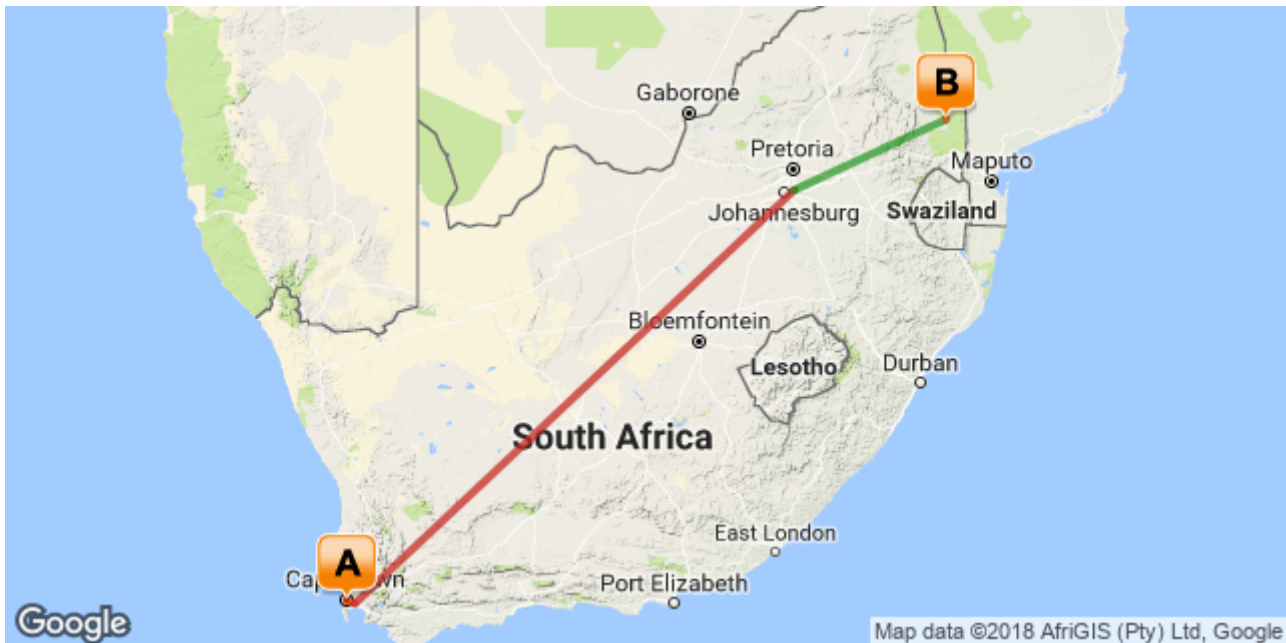 B
Gaborone
Pretoria
Maputo
Johannesburg
Swaziland
Bloemfontein
Lesotho
Durban
South Africa
East London
A
Port Elizabeth
Google
Map data ©2018 AfriGIS (Pty) Ltd, Google